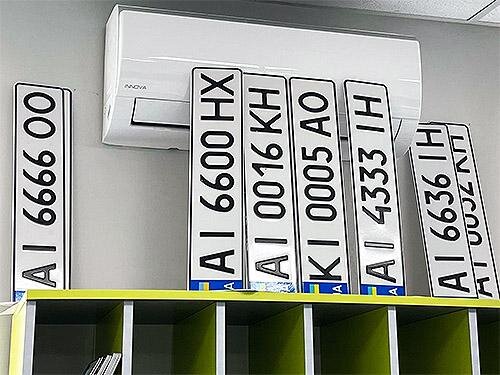 INNOVA
AI 6666 OO
AI 6600 HX
AI 0016 KH
KI 0005 AO
AI 4333 IH
AI 6636 IH